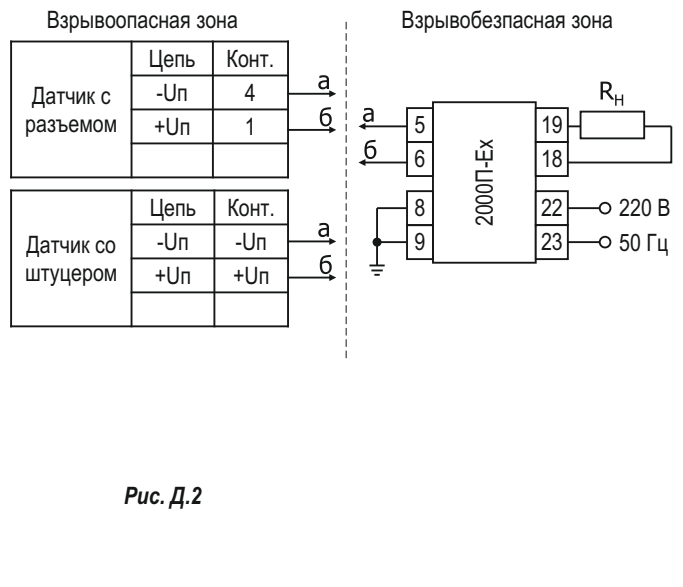 Взрывоопасная зона
Взрывобезпасная зона
Датчик с
разъемом
Цепь Конт.
-Uп 4
+Uп 1
а
б
Датчик со
штуцером
Цепь Конт.
-Uп -Uп
+Uп +Uп
а
б
а
б
5
6
8
9
2000П-Ех
19
18
22
23
RН
220 В
50 Гц
Рис. Д.2